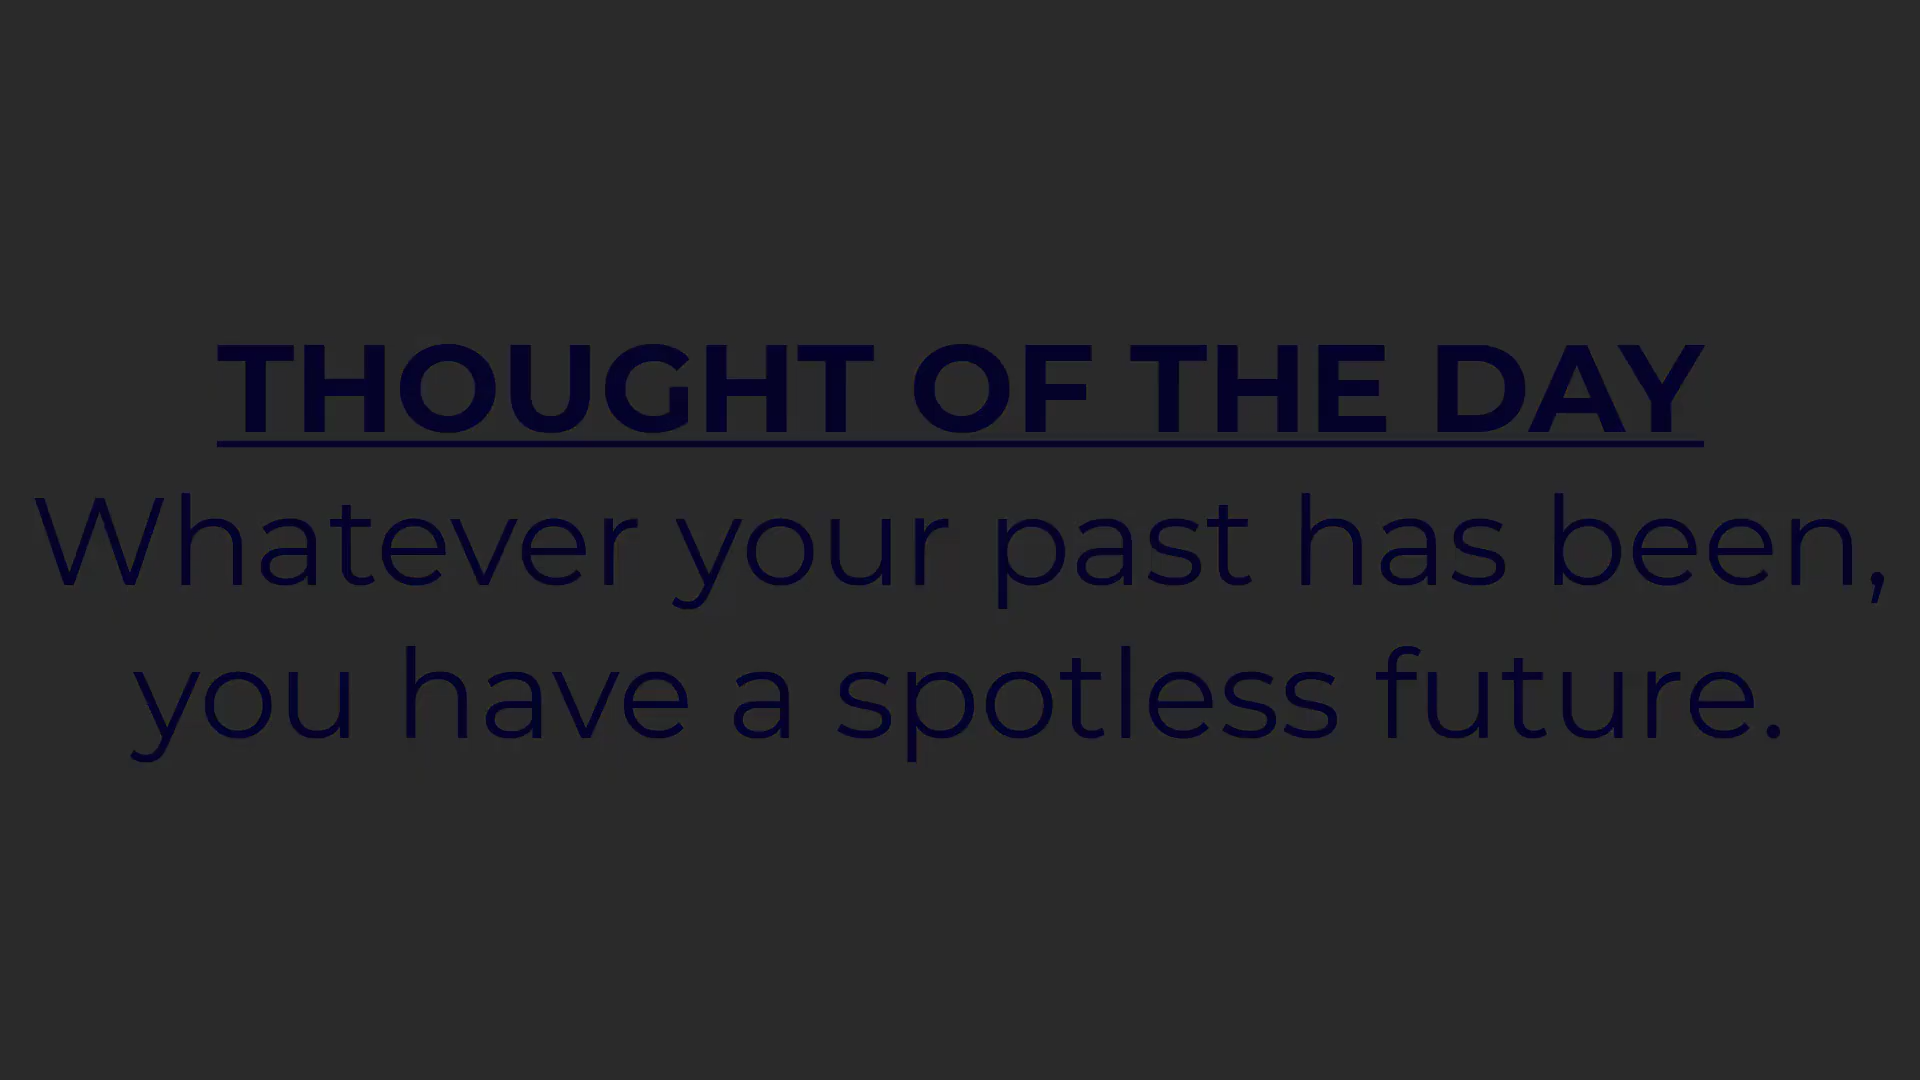 THOUGHT OF THE DAY
Whatever your past has been,
you have a spotless future.